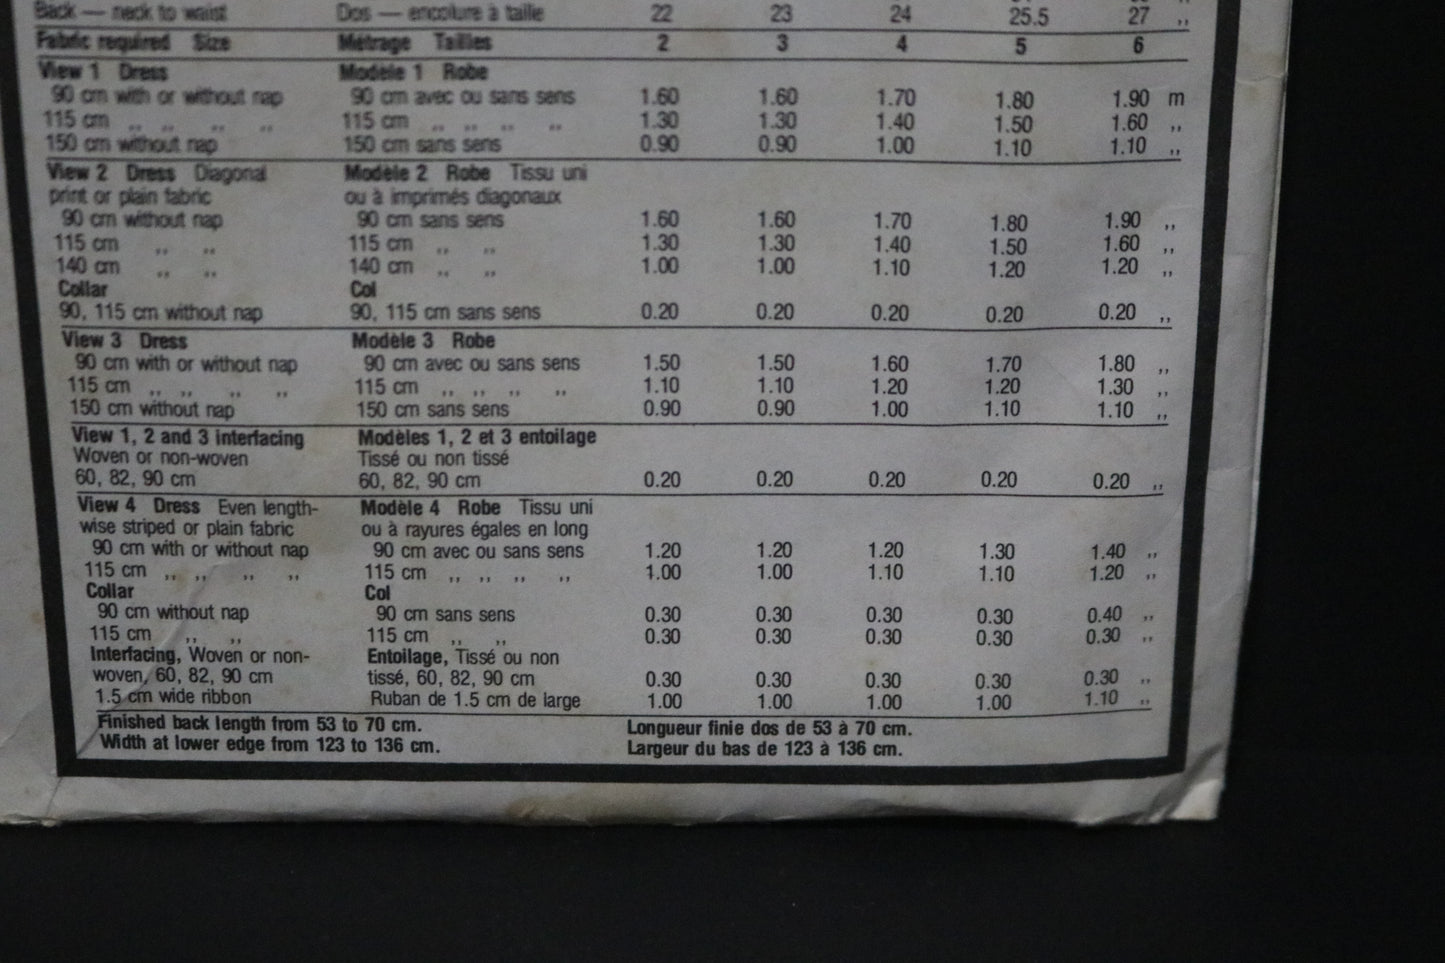 Back — neck to waist Dos — encolure à taille 22 23 24 25.5 27 ,,
Fabric required Size Métrage Tailles 2 3 4 5 6
View 1 Dress Modèle 1 Robe
90 cm with or without nap 90 cm avec ou sans sens 1.60 1.60 1.70 1.80 1.90 m
115 cm ,, ,, ,, ,, 115 cm ,, ,, ,, ,, 1.30 1.30 1.40 1.50 1.60 ,,
150 cm without nap 150 cm sans sens 0.90 0.90 1.00 1.10 1.10 ,,
View 2 Dress Diagonal Modèle 2 Robe Tissu uni
print or plain fabric ou à imprimés diagonaux
90 cm without nap 90 cm sans sens 1.60 1.60 1.70 1.80 1.90 ,,
115 cm ,, ,, 115 cm ,, ,, 1.30 1.30 1.40 1.50 1.60 ,,
140 cm ,, ,, 140 cm ,, ,, 1.00 1.00 1.10 1.20 1.20 ,,
Collar Col
90, 115 cm without nap 90, 115 cm sans sens 0.20 0.20 0.20 0.20 0.20 ,,
View 3 Dress Modèle 3 Robe
90 cm with or without nap 90 cm avec ou sans sens 1.50 1.50 1.60 1.70 1.80 ,,
115 cm ,, ,, ,, ,, 115 cm ,, ,, ,, ,, 1.10 1.10 1.20 1.20 1.30 ,,
150 cm without nap 150 cm sans sens 0.90 0.90 1.00 1.10 1.10 ,,
View 1, 2 and 3 interfacing Modèles 1, 2 et 3 entoilage
Woven or non-woven Tissé ou non tissé
60, 82, 90 cm 60, 82, 90 cm 0.20 0.20 0.20 0.20 0.20 ,,
View 4 Dress Even length- Modèle 4 Robe Tissu uni
wise striped or plain fabric ou à rayures égales en long
90 cm with or without nap 90 cm avec ou sans sens 1.20 1.20 1.20 1.30 1.40 ,,
115 cm ,, ,, ,, ,, 115 cm ,, ,, ,, ,, 1.00 1.00 1.10 1.10 1.20 ,,
Collar Col
90 cm without nap 90 cm sans sens 0.30 0.30 0.30 0.30 0.40 ,,
115 cm ,, ,, 115 cm ,, ,, 0.30 0.30 0.30 0.30 0.30 ,,
Interfacing, Woven or non- Entoilage, Tissé ou non
woven, 60, 82, 90 cm tissé, 60, 82, 90 cm 0.30 0.30 0.30 0.30 0.30 ,,
1.5 cm wide ribbon Ruban de 1.5 cm de large 1.00 1.00 1.00 1.00 1.10 ,,
Finished back length from 53 to 70 cm. Longueur finie dos de 53 à 70 cm.
Width at lower edge from 123 to 136 cm. Largeur du bas de 123 à 136 cm.